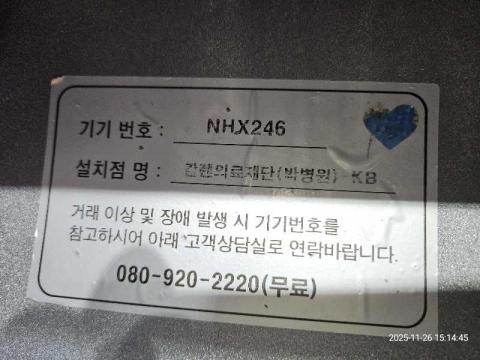 기기 번호 : NHX246
설치점 명 : 갈렌의료재단(박병원)-KB
거래 이상 및 장애 발생 시 기기번호를
참고하시어 아래 고객상담실로 연락바랍니다.
080-920-2220(무료)
2025-11-26 15:14:45